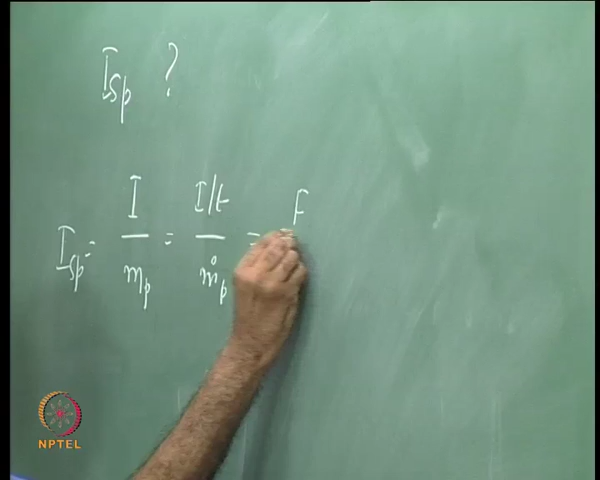 Isp ?
Isp = I/mp = I/t / ṁp = F
NPTEL